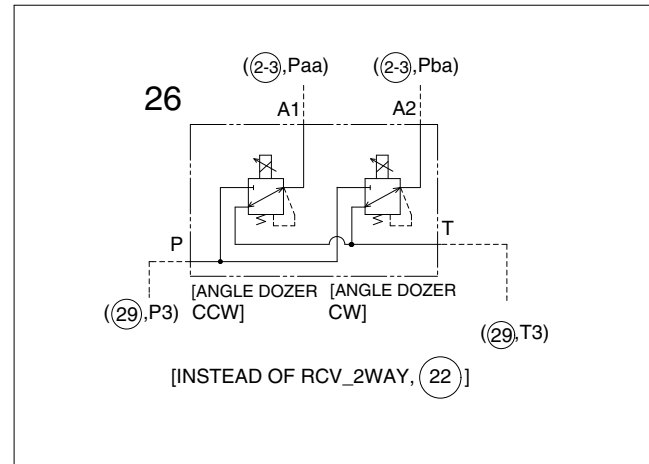 (2-3,Paa) (2-3,Pba)
26
A1 A2
P T
[ANGLE DOZER [ANGLE DOZER
CCW] CW]
(29,P3) (29,T3)
[INSTEAD OF RCV_2WAY, 22]